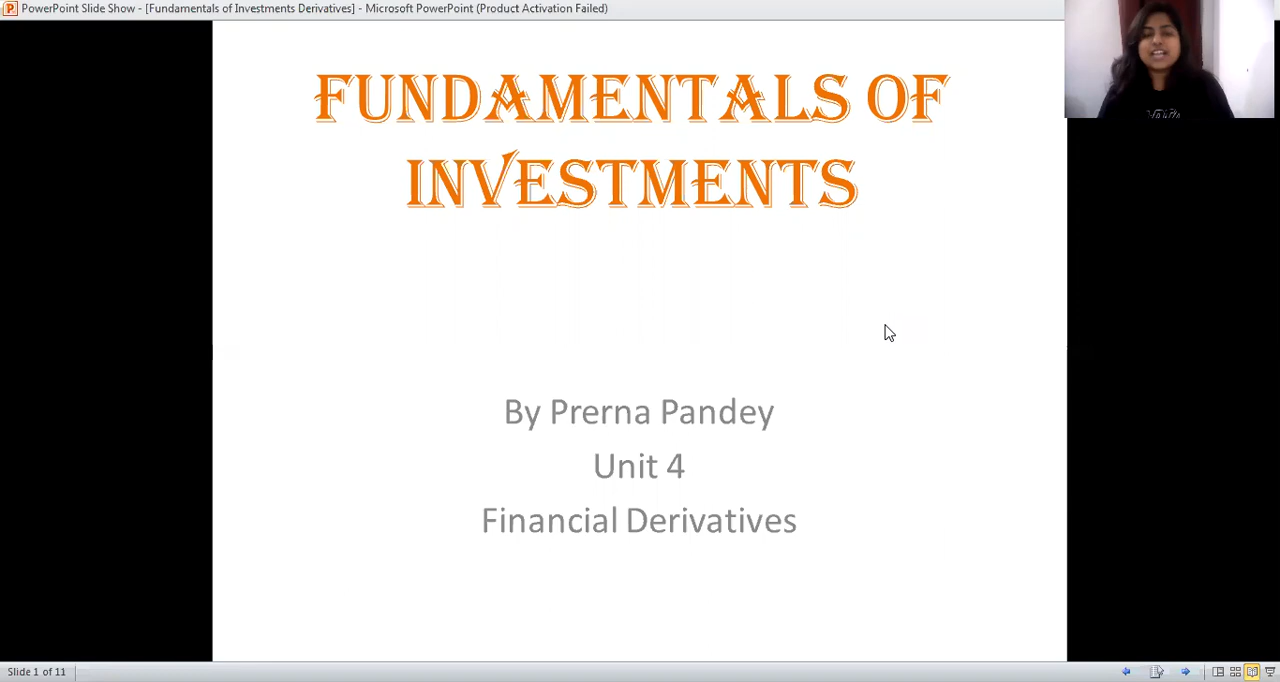 PowerPoint Slide Show - [Fundamentals of Investments Derivatives] - Microsoft PowerPoint (Product Activation Failed)
FUNDAMENTALS OF
INVESTMENTS
By Prerna Pandey
Unit 4
Financial Derivatives
Slide 1 of 11